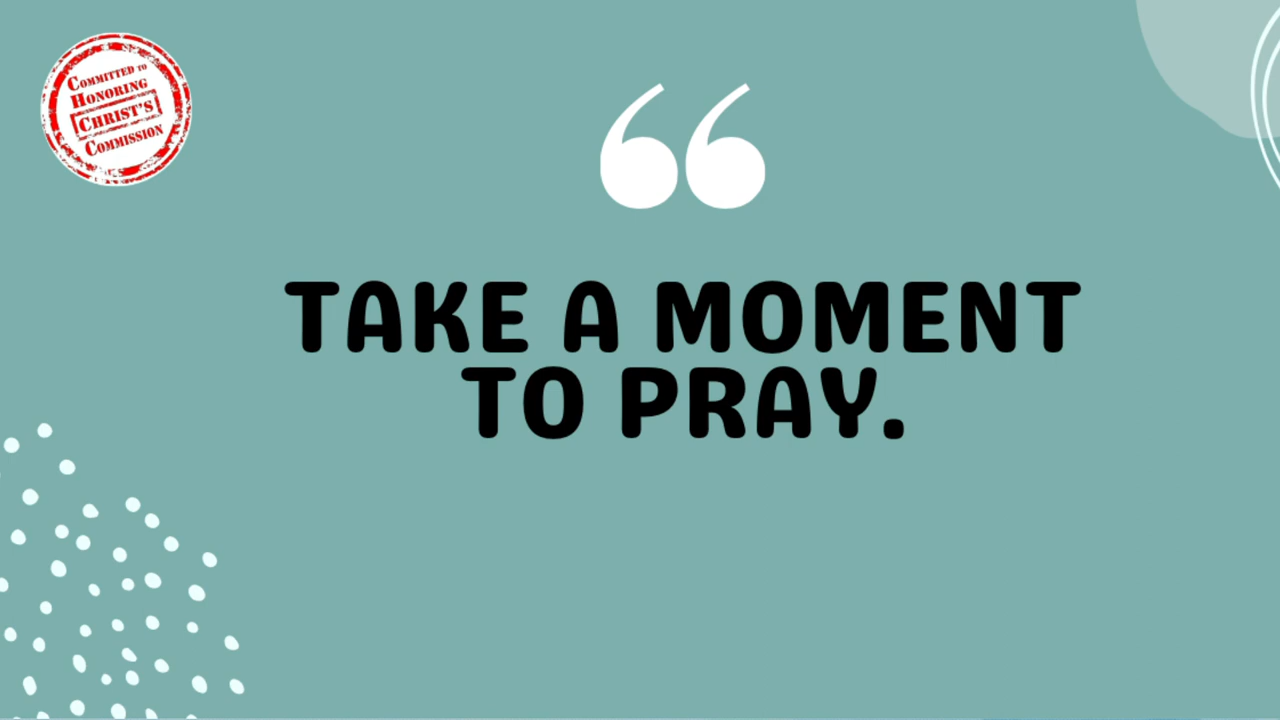 COMMITTED TO
HONORING
CHRIST'S
COMMISSION
“
TAKE A MOMENT
TO PRAY.